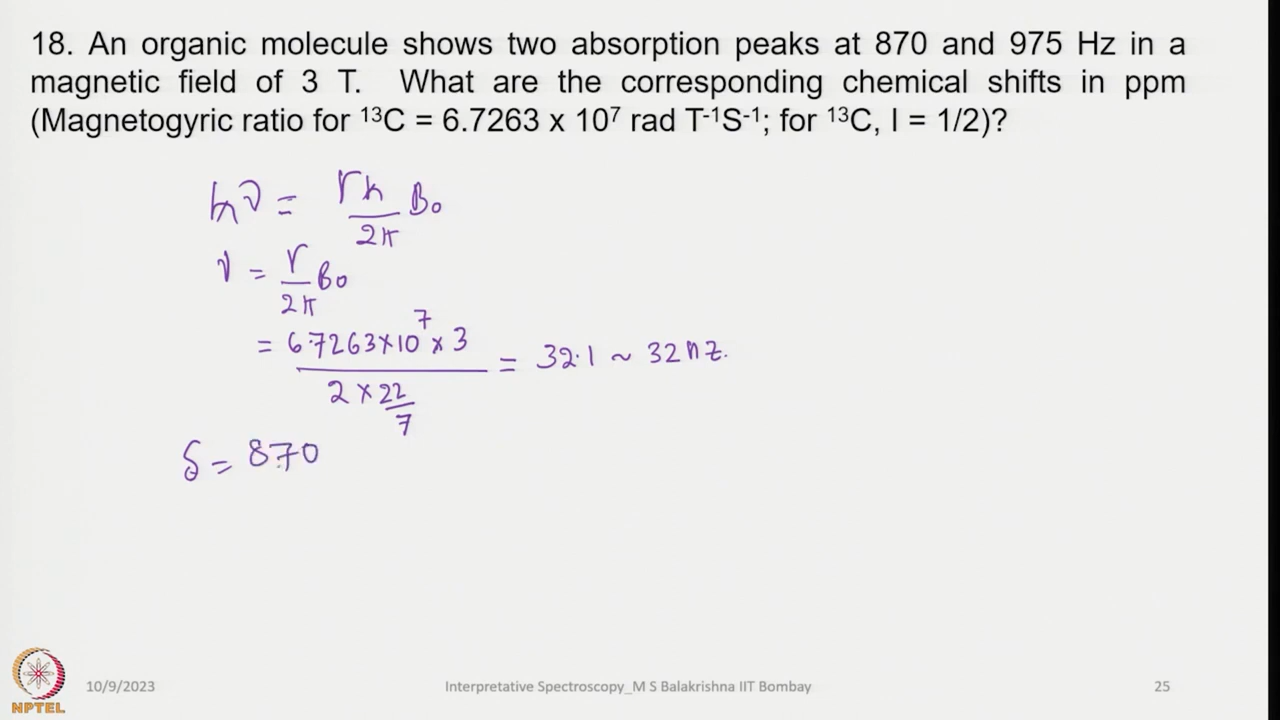 18. An organic molecule shows two absorption peaks at 870 and 975 Hz in a
magnetic field of 3 T. What are the corresponding chemical shifts in ppm
(Magnetogyric ratio for ¹³C = 6.7263 x 10⁷ rad T⁻¹S⁻¹; for ¹³C, I = 1/2)?
hν = rh/2π B₀
ν = r/2π B₀
= 6.7263×10⁷ × 3 / 2 × 22/7 = 32.1 ~ 32 HZ.
δ = 870
NPTEL
10/9/2023
Interpretative Spectroscopy_M S Balakrishna IIT Bombay
25